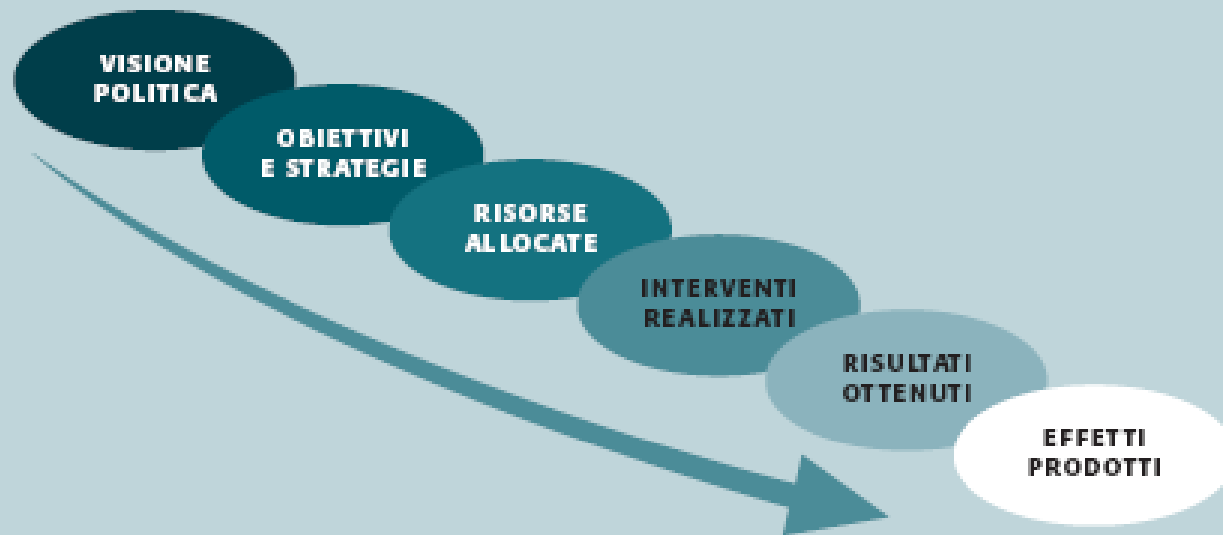 VISIONE
POLITICA
OBIETTIVI
E STRATEGIE
RISORSE
ALLOCATE
INTERVENTI
REALIZZATI
RISULTATI
OTTENUTI
EFFETTI
PRODOTTI